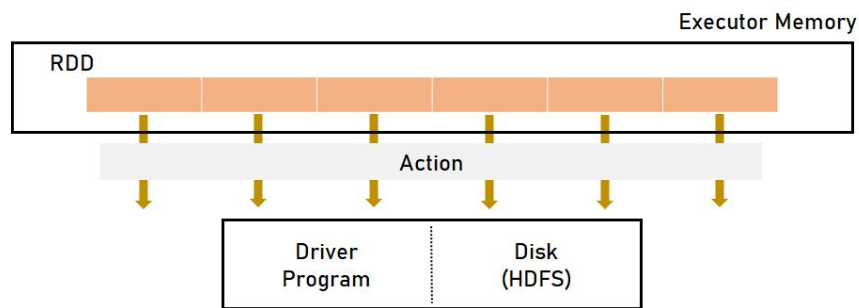 Executor Memory
RDD
Action
Driver
Program
Disk
(HDFS)